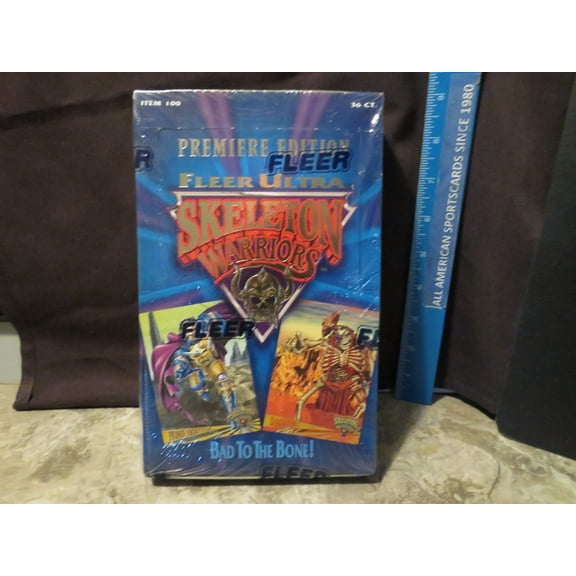 ITEM 100
36 CT.
PREMIERE EDITION
FLEER
FLEER ULTRA
SKELETON
WARRIORS
FLEER
SKELETON
BAD TO THE BONE!
FLEER
ALL AMERICAN SPORTSCARDS SINCE 1980